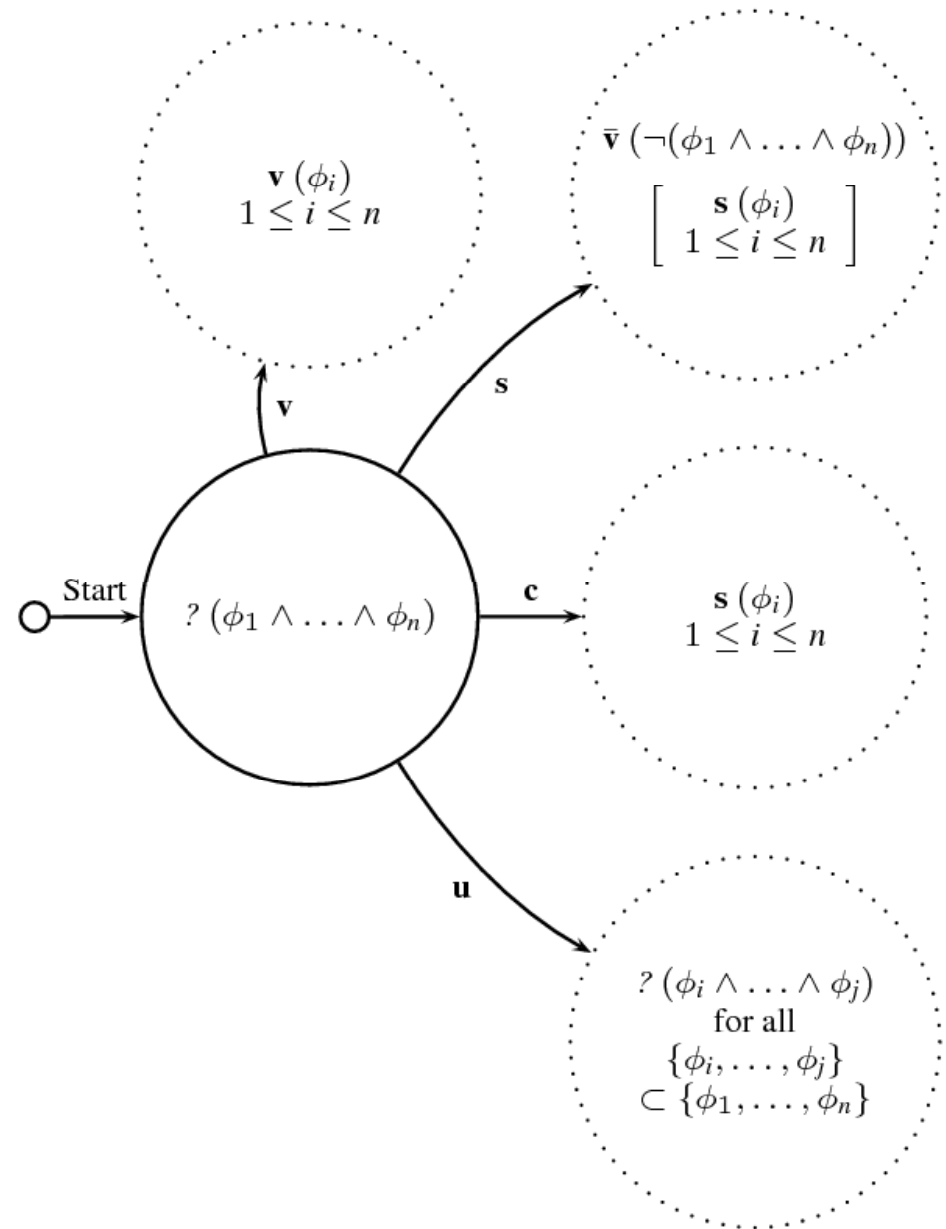 v (ϕi)
1 ≤ i ≤ n
v̄ (¬(ϕ1 ∧ . . . ∧ ϕn))
[ s (ϕi)
1 ≤ i ≤ n ]
v
s
Start
? (ϕ1 ∧ . . . ∧ ϕn)
c
s (ϕi)
1 ≤ i ≤ n
u
? (ϕi ∧ . . . ∧ ϕj)
for all
{ϕi, . . . , ϕj}
⊂ {ϕ1, . . . , ϕn}